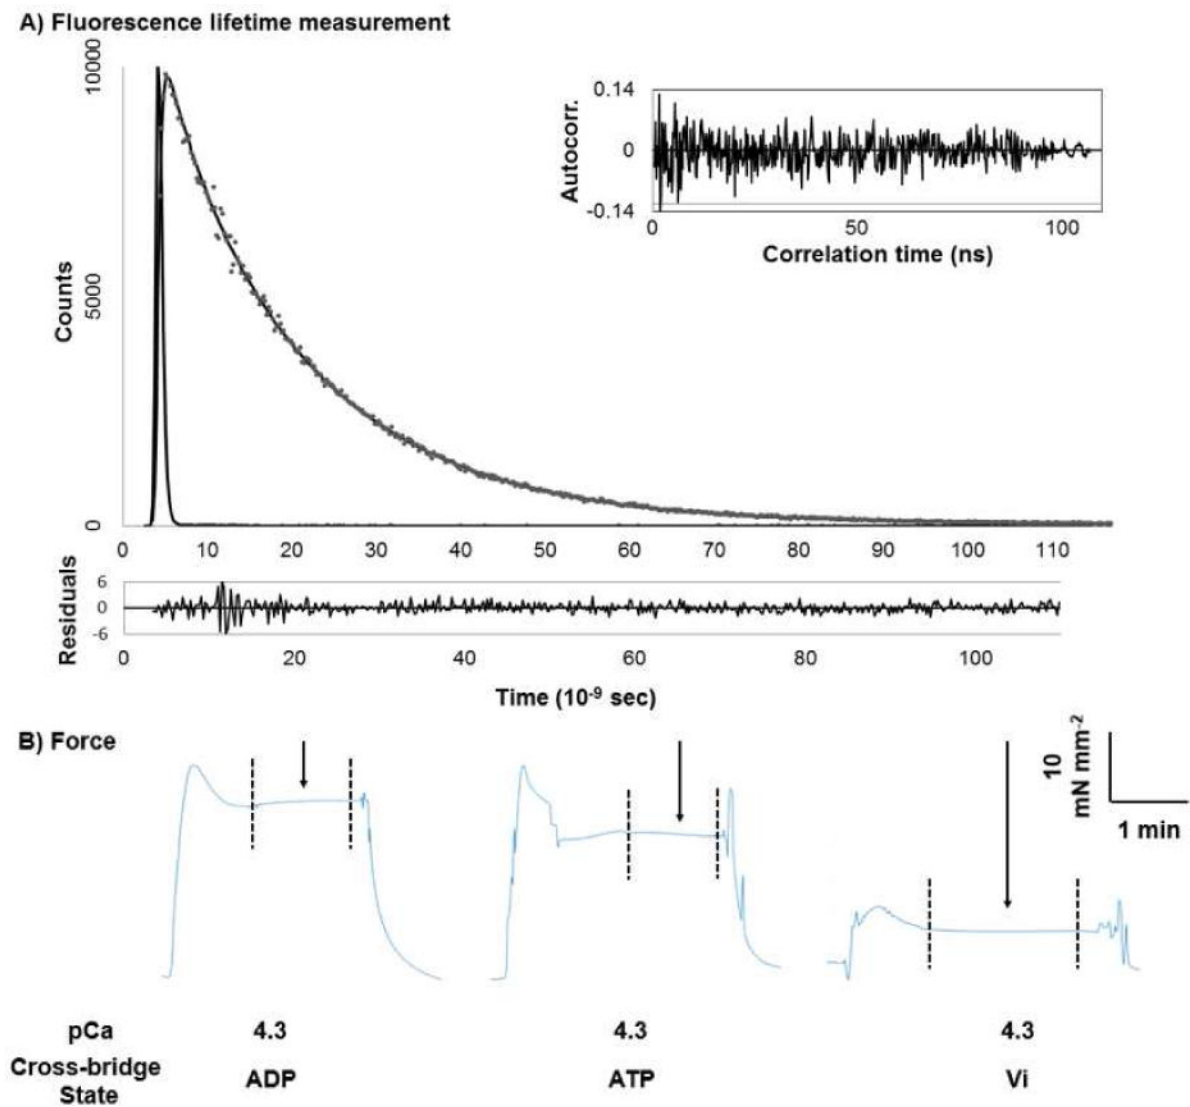 A) Fluorescence lifetime measurement
10000
5000
0
Counts
0 10 20 30 40 50 60 70 80 90 100 110
0.14
0
-0.14
Autocorr.
0 50 100
Correlation time (ns)
Residuals
6
0
-6
0 20 40 60 80 100
Time (10⁻⁹ sec)
B) Force
10
mN mm⁻²
1 min
pCa 4.3 4.3 4.3
Cross-bridge
State ADP ATP Vi